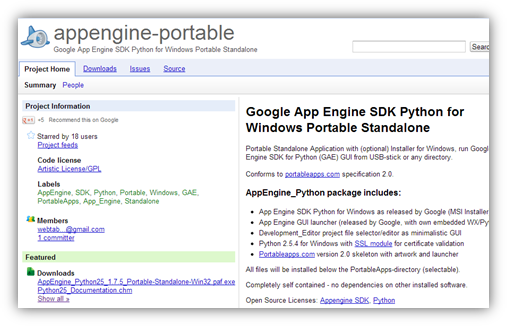 appengine-portable
Google App Engine SDK Python for Windows Portable Standalone
Project Home
Downloads
Issues
Source
Summary
People
Project Information
+5 Recommend this on Google
Starred by 18 users
Project feeds
Code license
Artistic License/GPL
Labels
AppEngine, SDK, Python, Portable, Windows, GAE,
PortableApps, App_Engine, Standalone
Members
webtab...@gmail.com
1 committer
Featured
Downloads
AppEngine_Python25_1.7.5_Portable-Standalone-Win32.paf.exe
Python25_Documentation.chm
Show all »
Google App Engine SDK Python for
Windows Portable Standalone
Portable Standalone Application with (optional) Installer for Windows, run Googl
Engine SDK for Python (GAE) GUI from USB-stick or any directory.
Conforms to portableapps.com specification 2.0.
AppEngine_Python package includes:
App Engine SDK Python for Windows as released by Google (MSI Installer
App Engine GUI launcher (released by Google, with own embedded WX/Py
Development_Editor project file selector/editor as minimalistic GUI
Python 2.5.4 for Windows with SSL module for certificate validation
Portableapps.com version 2.0 skeleton with artwork and launcher
All files will be installed below the PortableApps-directory (selectable).
Completely self contained - no dependencies on other installed software.
Open Source Licenses: Appengine SDK, Python